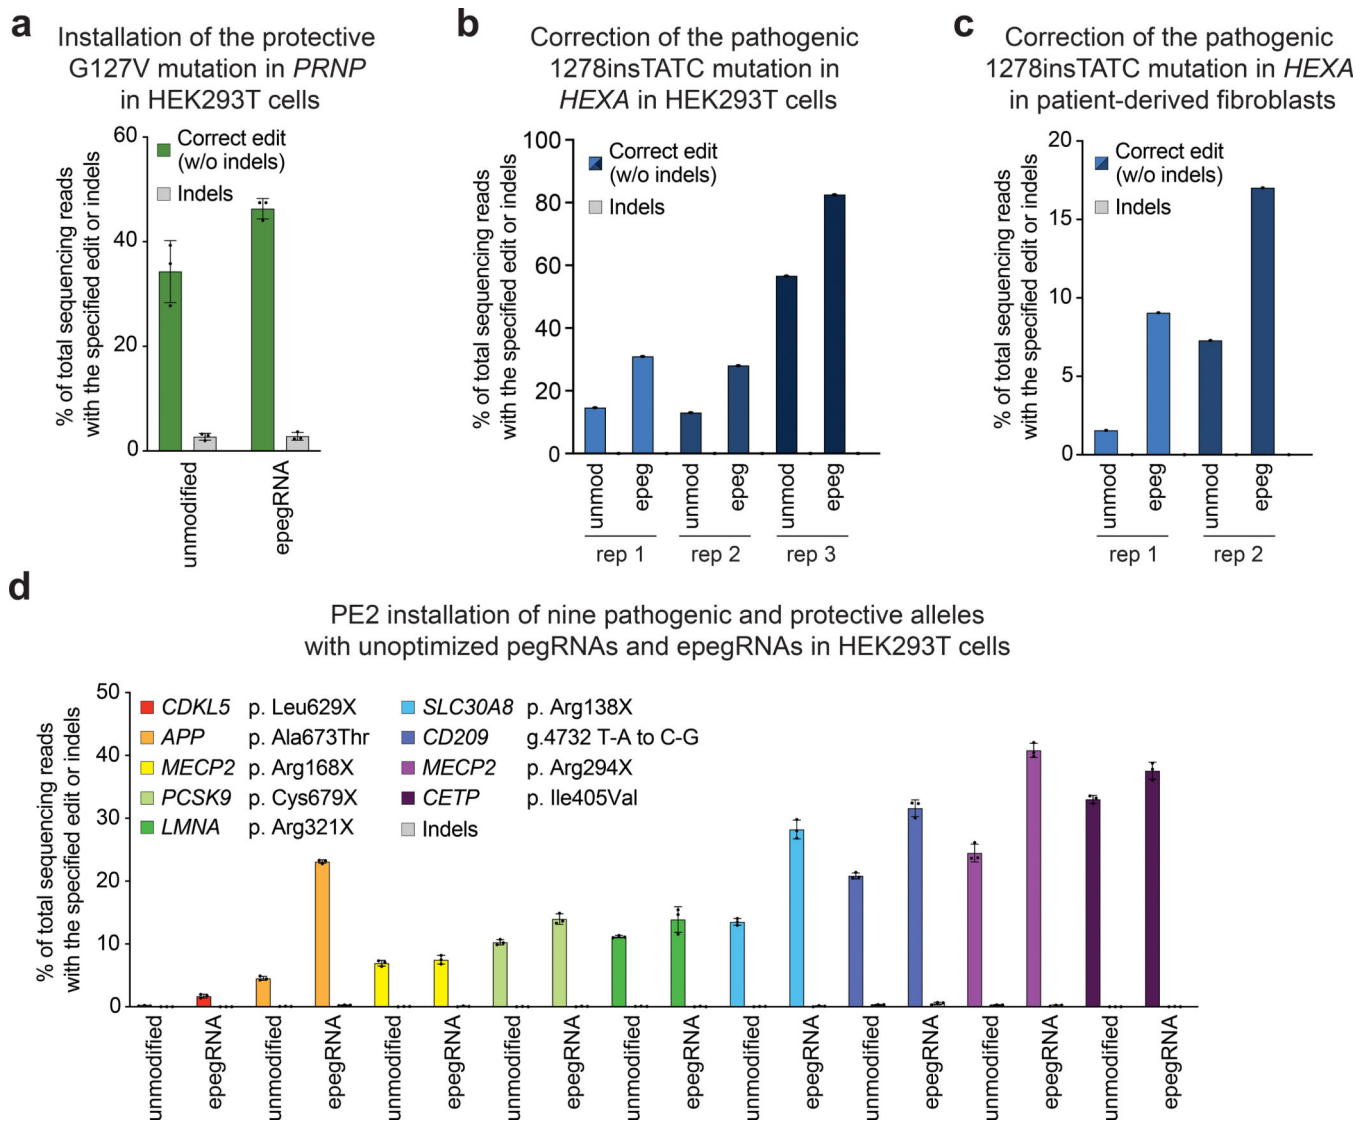 a
Installation of the protective
G127V mutation in PRNP
in HEK293T cells
% of total sequencing reads
with the specified edit or indels
60
40
20
0
Correct edit
(w/o indels)
Indels
unmodified
epegRNA
b
Correction of the pathogenic
1278insTATC mutation in
HEXA in HEK293T cells
% of total sequencing reads
with the specified edit or indels
100
80
60
40
20
0
Correct edit
(w/o indels)
Indels
unmod
epeg
unmod
epeg
unmod
epeg
rep 1
rep 2
rep 3
c
Correction of the pathogenic
1278insTATC mutation in HEXA
in patient-derived fibroblasts
% of total sequencing reads
with the specified edit or indels
20
15
10
5
0
Correct edit
(w/o indels)
Indels
unmod
epeg
unmod
epeg
rep 1
rep 2
d
PE2 installation of nine pathogenic and protective alleles
with unoptimized pegRNAs and epegRNAs in HEK293T cells
% of total sequencing reads
with the specified edit or indels
50
40
30
20
10
0
CDKL5 p. Leu629X
APP p. Ala673Thr
MECP2 p. Arg168X
PCSK9 p. Cys679X
LMNA p. Arg321X
SLC30A8 p. Arg138X
CD209 g.4732 T-A to C-G
MECP2 p. Arg294X
CETP p. Ile405Val
Indels
unmodified
epegRNA
unmodified
epegRNA
unmodified
epegRNA
unmodified
epegRNA
unmodified
epegRNA
unmodified
epegRNA
unmodified
epegRNA
unmodified
epegRNA
unmodified
epegRNA